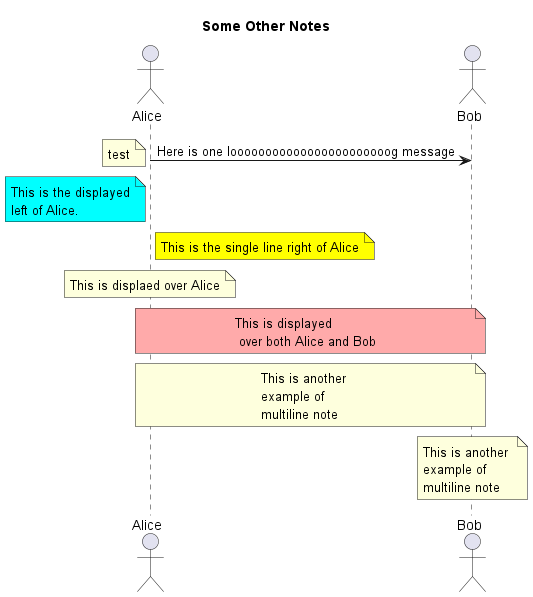 Some Other Notes
Alice
Bob
test
Here is one looooooooooooooooooooooog message
This is the displayed
left of Alice.
This is the single line right of Alice
This is displaed over Alice
This is displayed
over both Alice and Bob
This is another
example of
multiline note
This is another
example of
multiline note
Alice
Bob